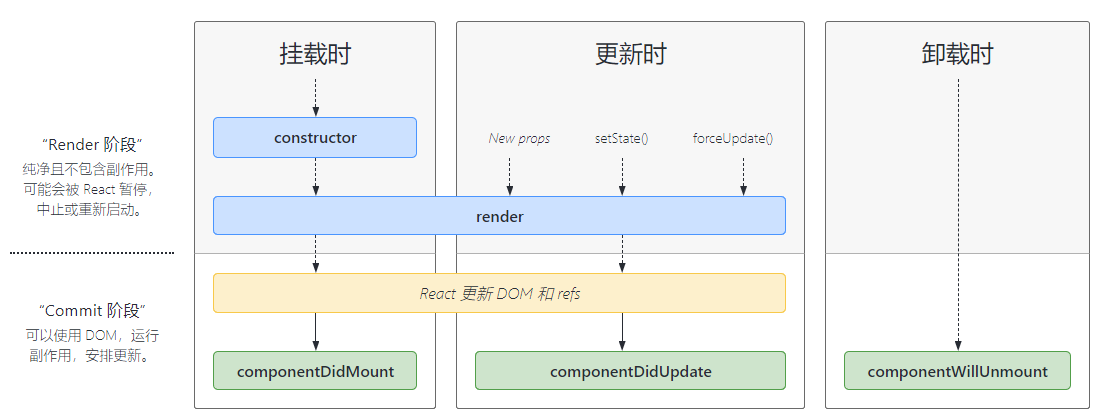 挂载时
更新时
卸载时
“Render 阶段”
纯净且不包含副作用。
可能会被 React 暂停，
中止或重新启动。
constructor
New props
setState()
forceUpdate()
render
“Commit 阶段”
可以使用 DOM，运行
副作用，安排更新。
React 更新 DOM 和 refs
componentDidMount
componentDidUpdate
componentWillUnmount